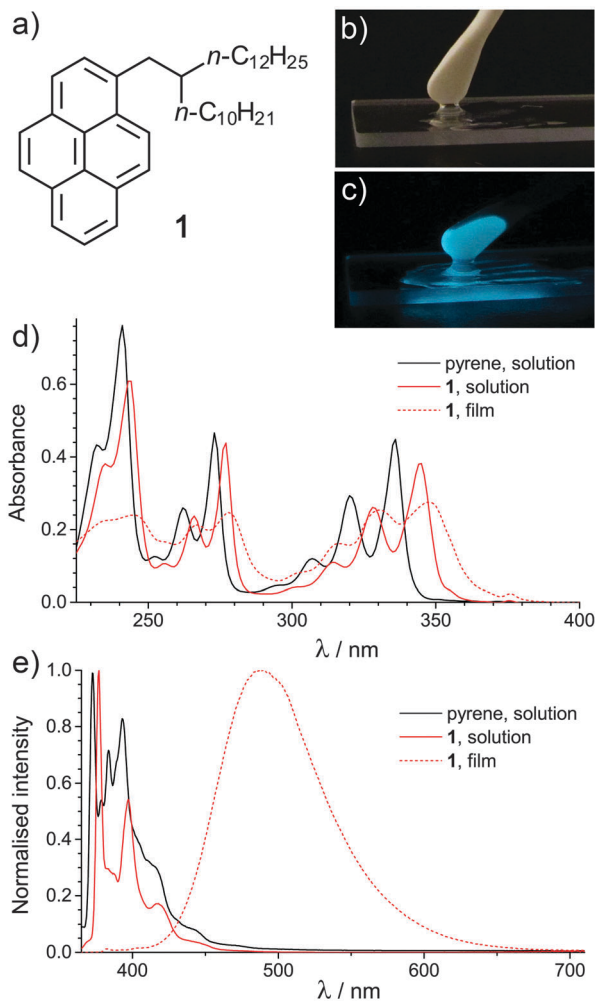 a)
n-C12H25
n-C10H21
1
b)
c)
d)
pyrene, solution
1, solution
1, film
Absorbance
0.6
0.4
0.2
0.0
250 300 350 400
λ / nm
e)
pyrene, solution
1, solution
1, film
Normalised intensity
1.0
0.8
0.6
0.4
0.2
0.0
400 500 600 700
λ / nm